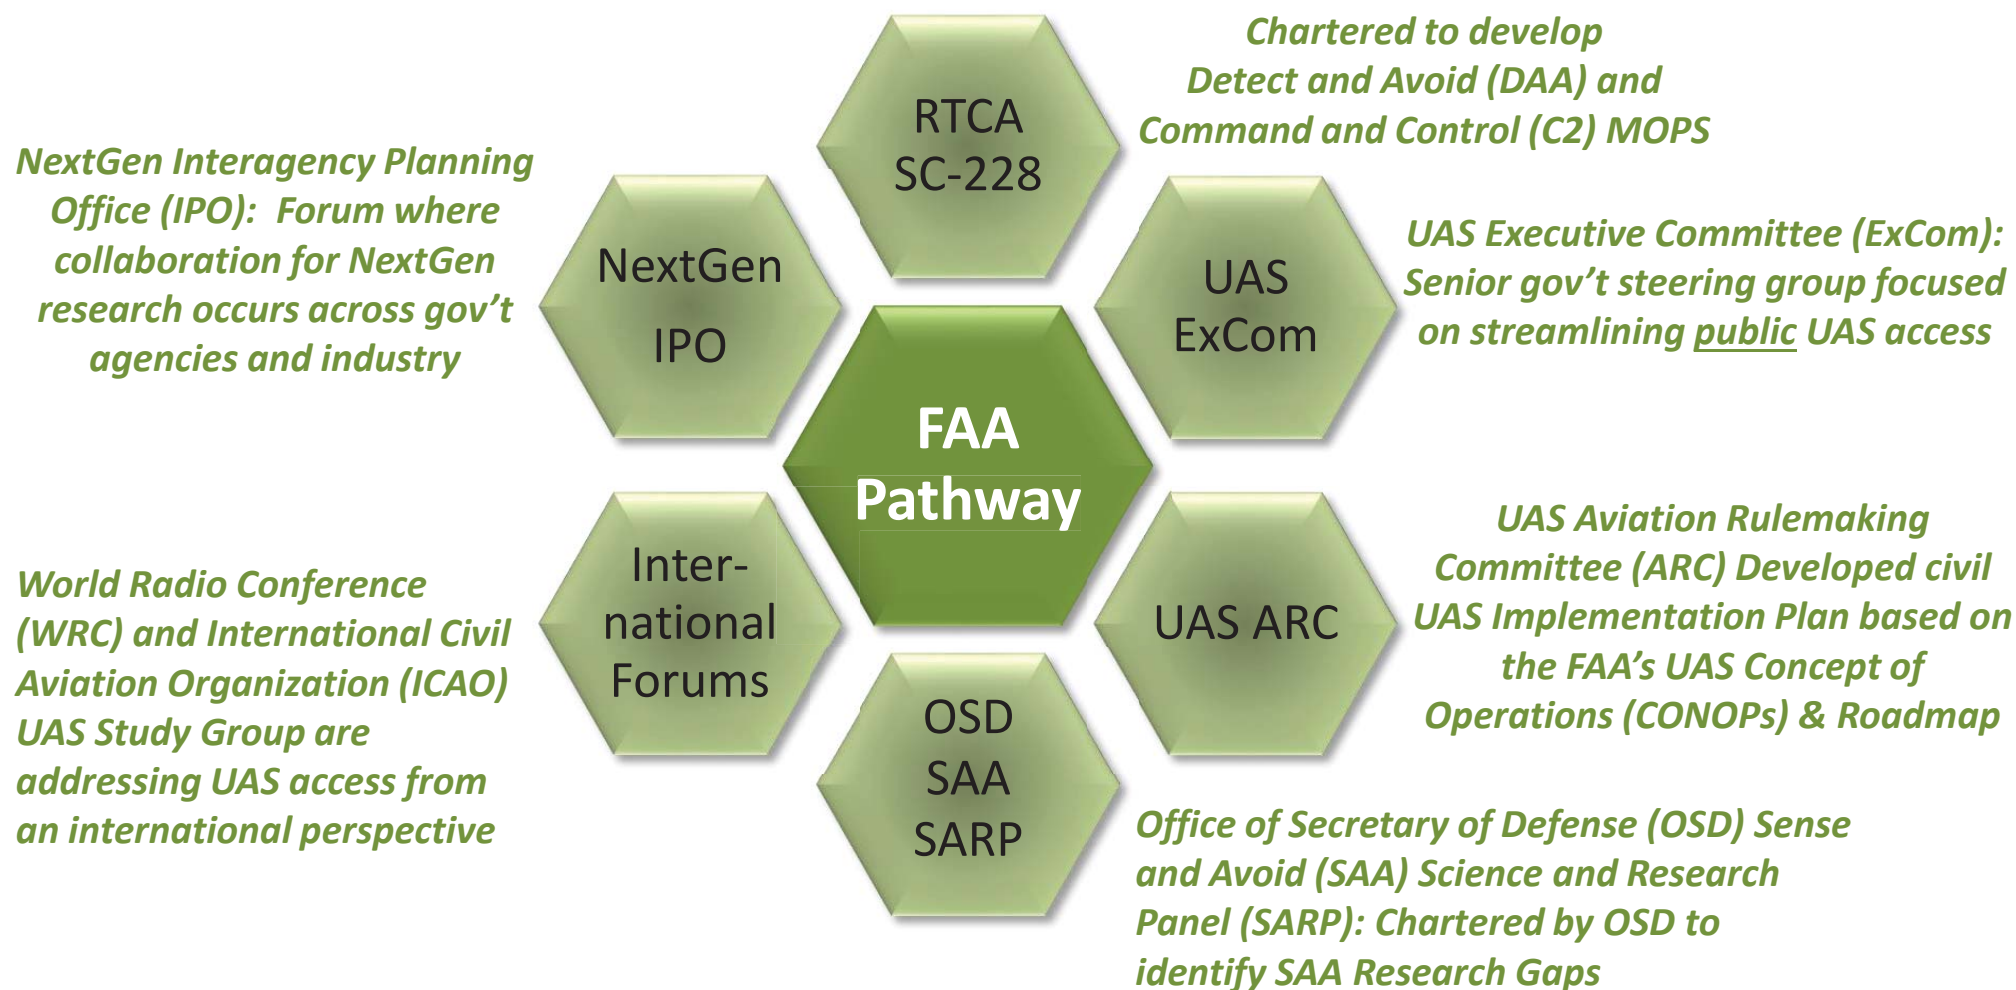 Chartered to develop
Detect and Avoid (DAA) and
Command and Control (C2) MOPS
RTCA
SC-228
NextGen Interagency Planning
Office (IPO):  Forum where
collaboration for NextGen
research occurs across gov’t
agencies and industry
NextGen
IPO
UAS
ExCom
UAS Executive Committee (ExCom):
Senior gov’t steering group focused
on streamlining public UAS access
FAA
Pathway
World Radio Conference
(WRC) and International Civil
Aviation Organization (ICAO)
UAS Study Group are
addressing UAS access from
an international perspective
Inter-
national
Forums
UAS ARC
UAS Aviation Rulemaking
Committee (ARC) Developed civil
UAS Implementation Plan based on
the FAA’s UAS Concept of
Operations (CONOPs) & Roadmap
OSD
SAA
SARP
Office of Secretary of Defense (OSD) Sense
and Avoid (SAA) Science and Research
Panel (SARP): Chartered by OSD to
identify SAA Research Gaps